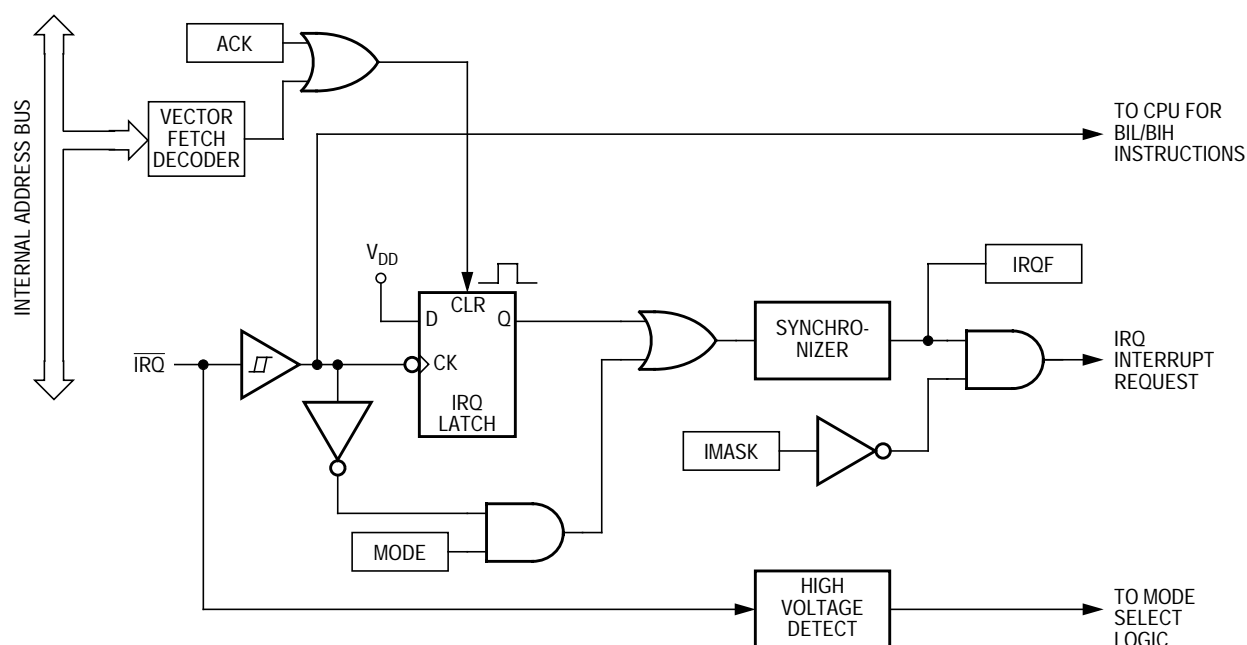 INTERNAL ADDRESS BUS
ACK
VECTOR
FETCH
DECODER
TO CPU FOR
BIL/BIH
INSTRUCTIONS
VDD
CLR
D
Q
CK
IRQ
LATCH
IRQ
SYNCHRO-
NIZER
IRQF
IRQ
INTERRUPT
REQUEST
IMASK
MODE
HIGH
VOLTAGE
DETECT
TO MODE
SELECT
LOGIC